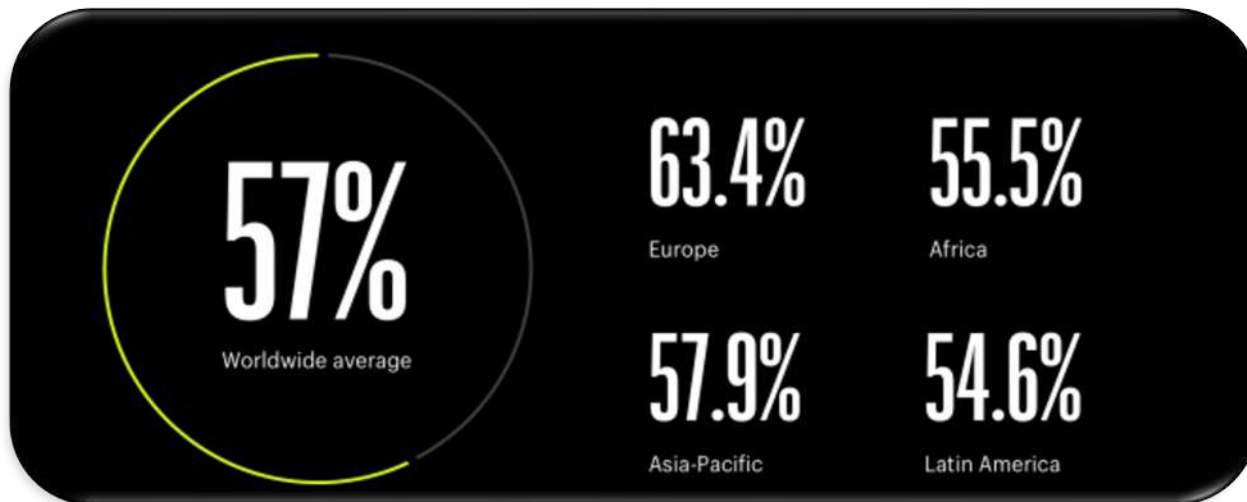 57%
Worldwide average
63.4%
Europe
55.5%
Africa
57.9%
Asia-Pacific
54.6%
Latin America